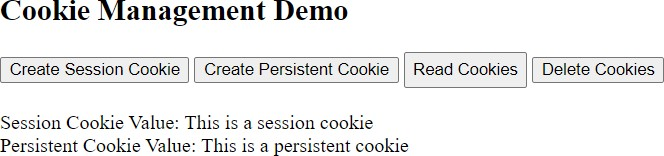 Cookie Management Demo
Create Session Cookie Create Persistent Cookie Read Cookies Delete Cookies
Session Cookie Value: This is a session cookie
Persistent Cookie Value: This is a persistent cookie